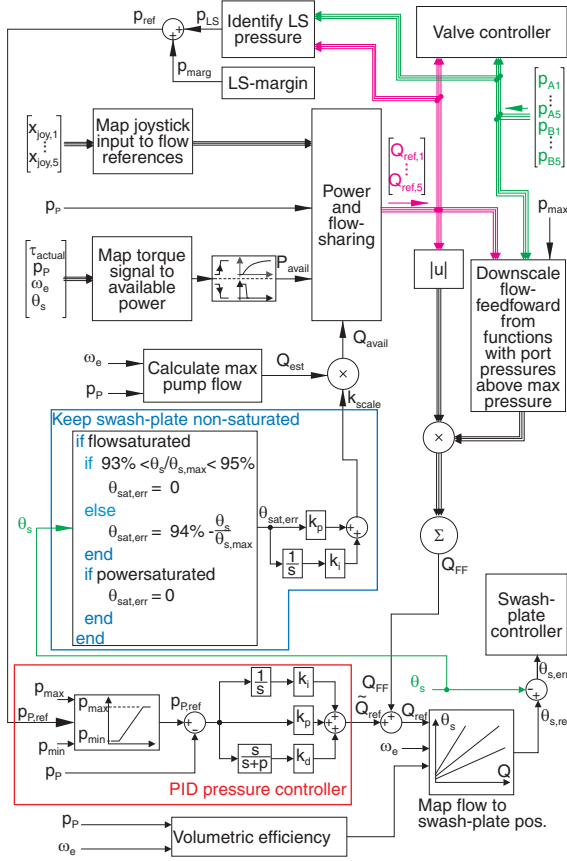 p_ref
p_LS
Identify LS
pressure
Valve controller
p_marg
LS-margin
p_A1
⋮
p_A5
p_B1
⋮
p_B5
x_joy,1
⋮
x_joy,5
Map joystick
input to flow
references
Q_ref,1
⋮
Q_ref,5
p_P
Power
and
flow-
sharing
p_max
τ_actual
p_P
ω_e
θ_s
Map torque
signal to
available
power
P_avail
|u|
Downscale
flow-
feedfoward
from
functions
with port
pressures
above max
pressure
Q_avail
ω_e
p_P
Calculate max
pump flow
Q_est
×
k_scale
×
Keep swash-plate non-saturated
if flowsaturated
if 93% <θ_s/θ_s,max< 95%
θ_sat,err = 0
else
θ_sat,err = 94% - θ_s/θ_s,max
end
if powersaturated
θ_sat,err = 0
end
end
θ_s
θ_sat,err
k_p
+
+
1/s
k_i
Σ
Q_FF
Swash-
plate
controller
θ_s,err
θ_s
-
+
θ_s,re
p_max
p_P,ref
p_min
p_max
p_min
p_P,ref
+
-
p_P
1/s
k_i
k_p
s/(s+p)
k_d
+
+
+
Q̃_ref
Q_FF
+
+
Q_ref
ω_e
θ_s
Q
PID pressure controller
Map flow to
swash-plate pos.
p_P
ω_e
Volumetric efficiency